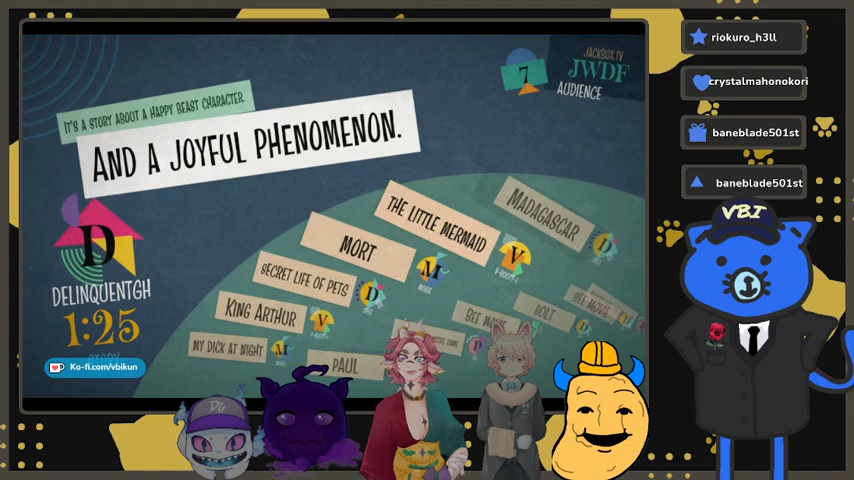 JACKBOX.TV
JWDF
7
AUDIENCE
IT'S A STORY ABOUT A HAPPY BEAST CHARACTER.
AND A JOYFUL PHENOMENON.
D
DELINQUENTGH
1:25
MADAGASCAR
THE LITTLE MERMAID
MORT
SECRET LIFE OF PETS
KING ARTHUR
MY DICK AT NIGHT
PAUL
BEE MOVIE
BOLT
BEE MOVIE
D
V
M
D
V
M
Ko-fi.com/vbikun
riokuro_h3ll
crystalmahonokori
baneblade501st
baneblade501st
VBI
DG